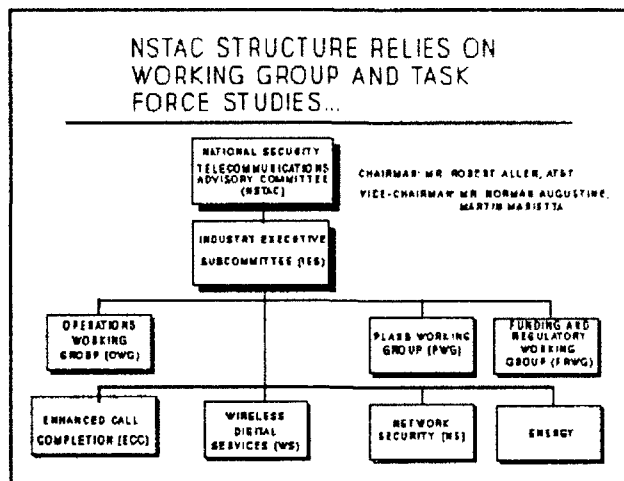 NSTAC STRUCTURE RELIES ON
WORKING GROUP AND TASK
FORCE STUDIES...
NATIONAL SECURITY
TELECOMMUNICATIONS
ADVISORY COMMITTEE
(NSTAC)
CHAIRMAN: MR. ROBERT ALLEN, AT&T
VICE-CHAIRMAN: MR. NORMAN AUGUSTINE,
MARTIN MARIETTA
INDUSTRY EXECUTIVE
SUBCOMMITTEE (IES)
OPERATIONS
WORKING
GROUP (OWG)
PLANS WORKING
GROUP (PWG)
FUNDING AND
REGULATORY
WORKING
GROUP (FRWG)
ENHANCED CALL
COMPLETION (ECC)
WIRELESS
DIGITAL
SERVICES (WS)
NETWORK
SECURITY (NS)
ENERGY